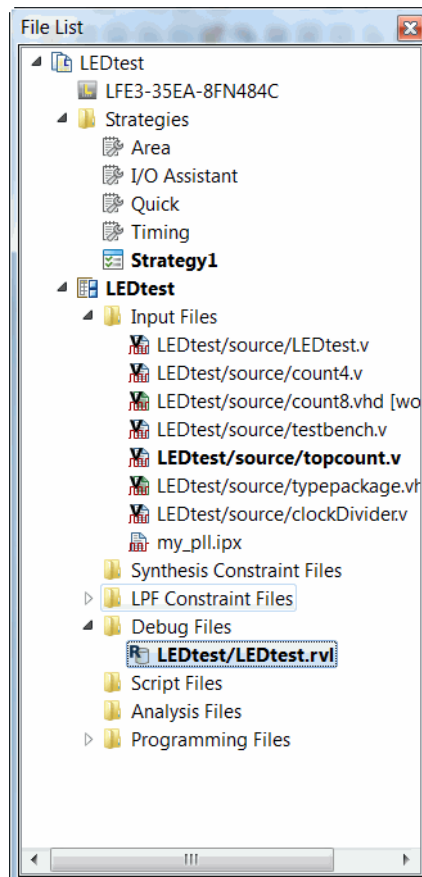 File List
LEDtest
LFE3-35EA-8FN484C
Strategies
Area
I/O Assistant
Quick
Timing
Strategy1
LEDtest
Input Files
LEDtest/source/LEDtest.v
LEDtest/source/count4.v
LEDtest/source/count8.vhd [wo
LEDtest/source/testbench.v
LEDtest/source/topcount.v
LEDtest/source/typepackage.vh
LEDtest/source/clockDivider.v
my_pll.ipx
Synthesis Constraint Files
LPF Constraint Files
Debug Files
LEDtest/LEDtest.rvl
Script Files
Analysis Files
Programming Files